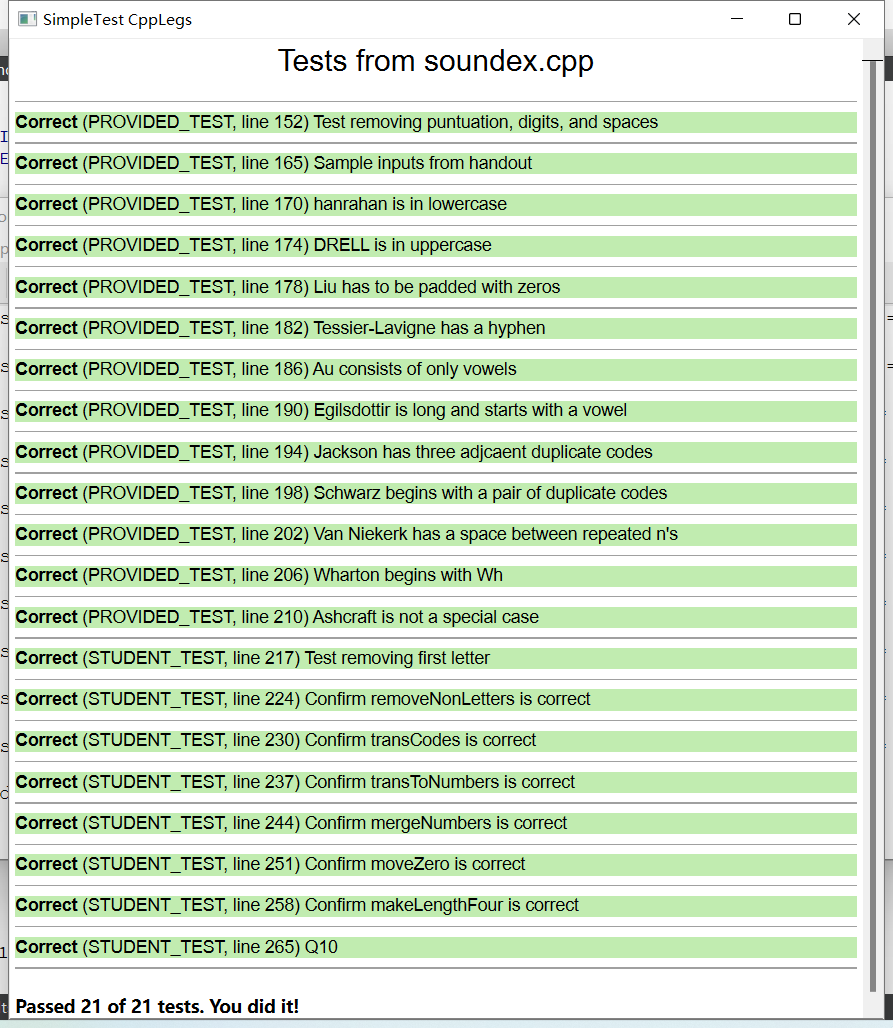 SimpleTest CppLegs
Tests from soundex.cpp
Correct (PROVIDED_TEST, line 152) Test removing puntuation, digits, and spaces
Correct (PROVIDED_TEST, line 165) Sample inputs from handout
Correct (PROVIDED_TEST, line 170) hanrahan is in lowercase
Correct (PROVIDED_TEST, line 174) DRELL is in uppercase
Correct (PROVIDED_TEST, line 178) Liu has to be padded with zeros
Correct (PROVIDED_TEST, line 182) Tessier-Lavigne has a hyphen
Correct (PROVIDED_TEST, line 186) Au consists of only vowels
Correct (PROVIDED_TEST, line 190) Egilsdottir is long and starts with a vowel
Correct (PROVIDED_TEST, line 194) Jackson has three adjcaent duplicate codes
Correct (PROVIDED_TEST, line 198) Schwarz begins with a pair of duplicate codes
Correct (PROVIDED_TEST, line 202) Van Niekerk has a space between repeated n's
Correct (PROVIDED_TEST, line 206) Wharton begins with Wh
Correct (PROVIDED_TEST, line 210) Ashcraft is not a special case
Correct (STUDENT_TEST, line 217) Test removing first letter
Correct (STUDENT_TEST, line 224) Confirm removeNonLetters is correct
Correct (STUDENT_TEST, line 230) Confirm transCodes is correct
Correct (STUDENT_TEST, line 237) Confirm transToNumbers is correct
Correct (STUDENT_TEST, line 244) Confirm mergeNumbers is correct
Correct (STUDENT_TEST, line 251) Confirm moveZero is correct
Correct (STUDENT_TEST, line 258) Confirm makeLengthFour is correct
Correct (STUDENT_TEST, line 265) Q10
Passed 21 of 21 tests. You did it!